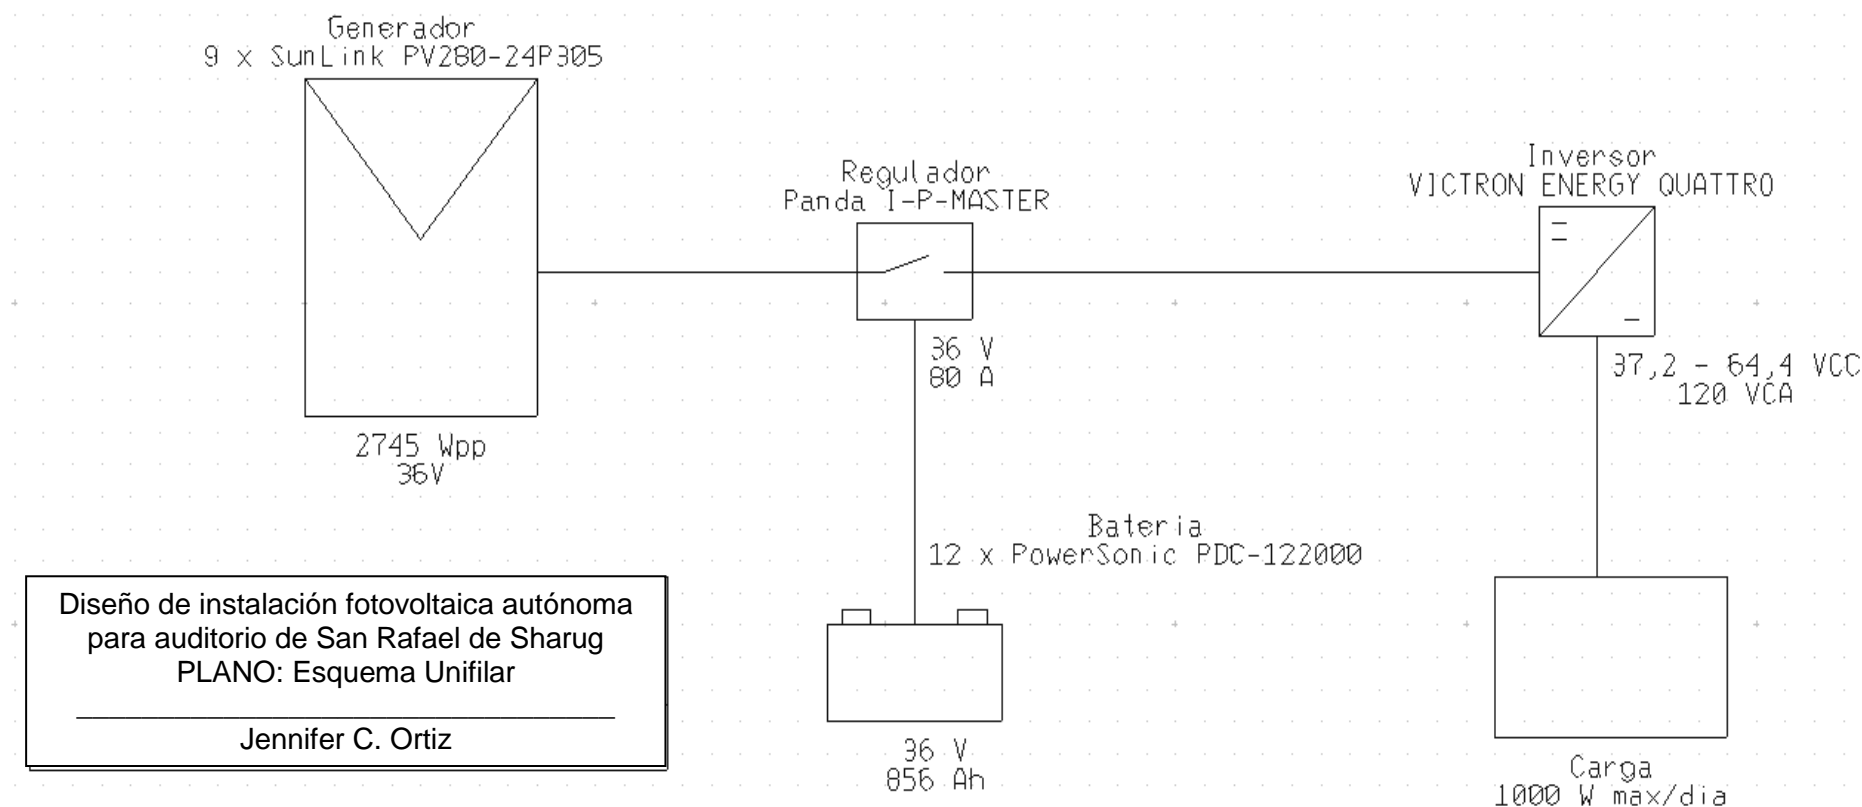 Generador
9 x SunLink PV280-24P305
2745 Wpp
36V
Regulador
Panda I-P-MASTER
36 V
80 A
Inversor
VICTRON ENERGY QUATTRO
37,2 - 64,4 VCC
120 VCA
Bateria
12 x PowerSonic PDC-122000
36 V
856 Ah
Carga
1000 W max/dia
Diseño de instalación fotovoltaica autónoma
para auditorio de San Rafael de Sharug
PLANO: Esquema Unifilar
Jennifer C. Ortiz